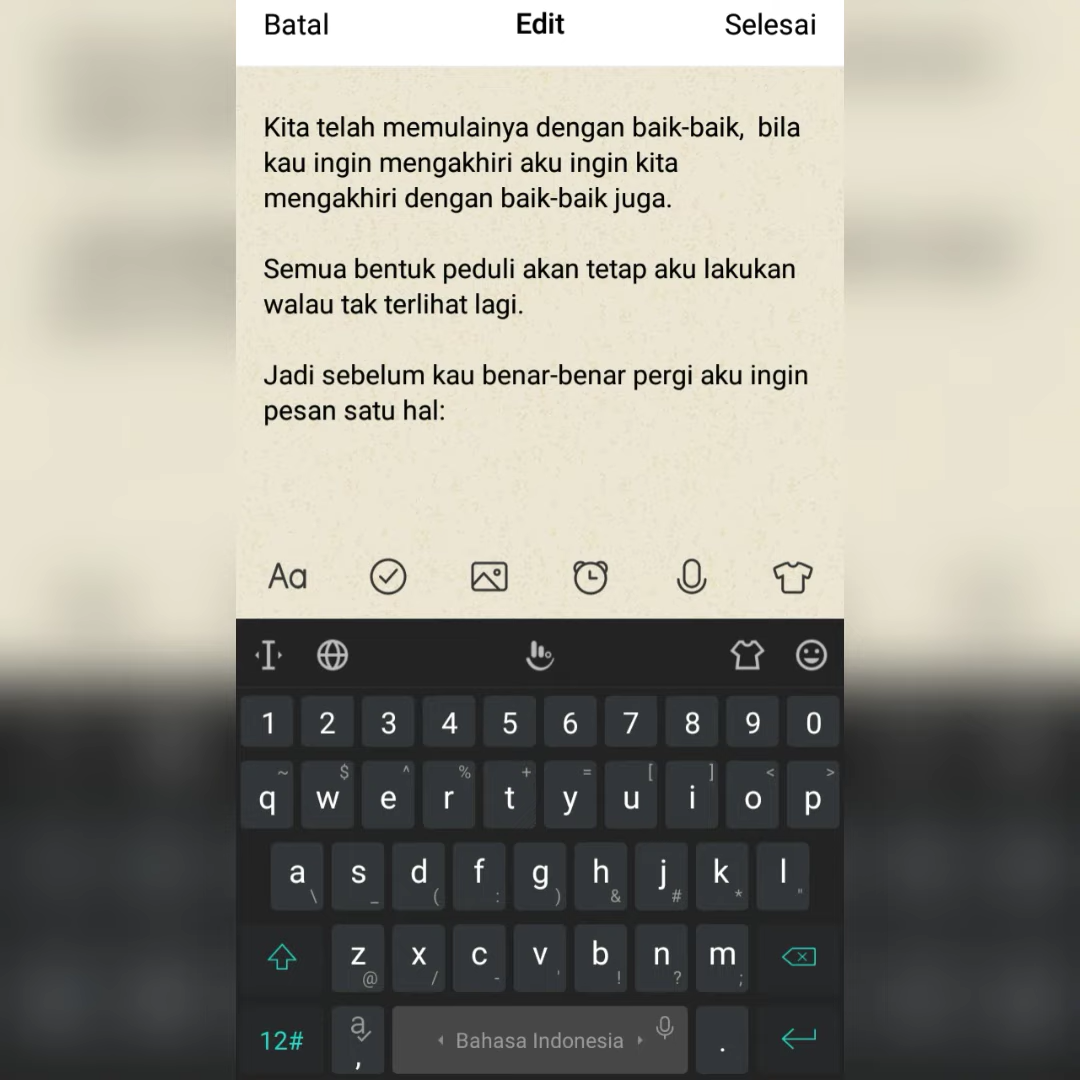 Batal Edit Selesai
Kita telah memulainya dengan baik-baik,  bila
kau ingin mengakhiri aku ingin kita
mengakhiri dengan baik-baik juga.
Semua bentuk peduli akan tetap aku lakukan
walau tak terlihat lagi.
Jadi sebelum kau benar-benar pergi aku ingin
pesan satu hal:
Aa
1 2 3 4 5 6 7 8 9 0
~ $ ^ % + = [ ] < >
q w e r t y u i o p
a s d f g h j k l
\ _ ( : ) & # * "
z x c v b n m
@ / - ' ! ? ;
12# a , Bahasa Indonesia .